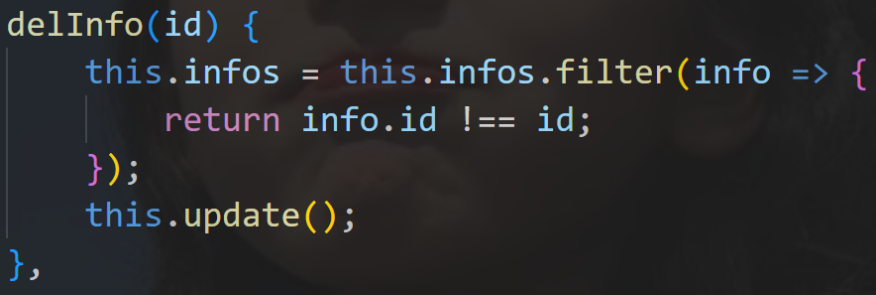 delInfo(id) {
    this.infos = this.infos.filter(info => {
        return info.id !== id;
    });
    this.update();
},